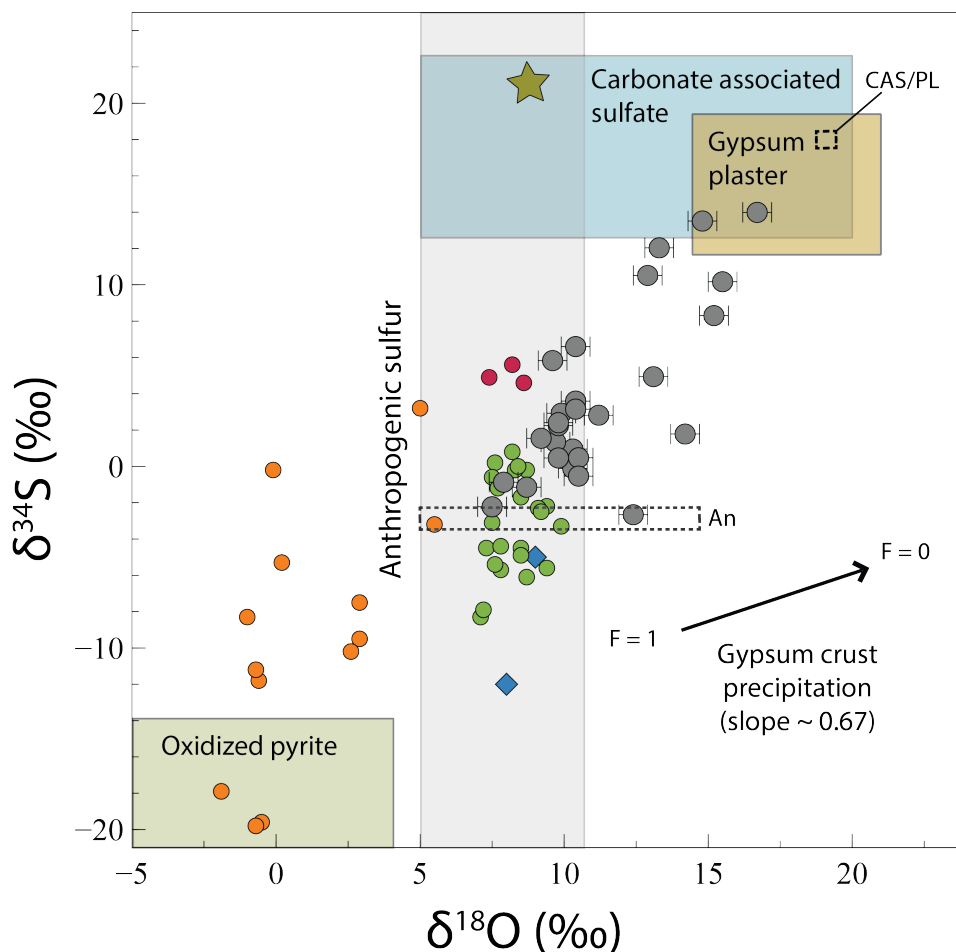 20
10
0
−10
−20
δ³⁴S (‰)
Carbonate associated
sulfate
CAS/PL
Gypsum
plaster
Anthropogenic sulfur
An
F = 0
F = 1
Gypsum crust
precipitation
(slope ~ 0.67)
Oxidized pyrite
−5
0
5
10
15
20
δ¹⁸O (‰)